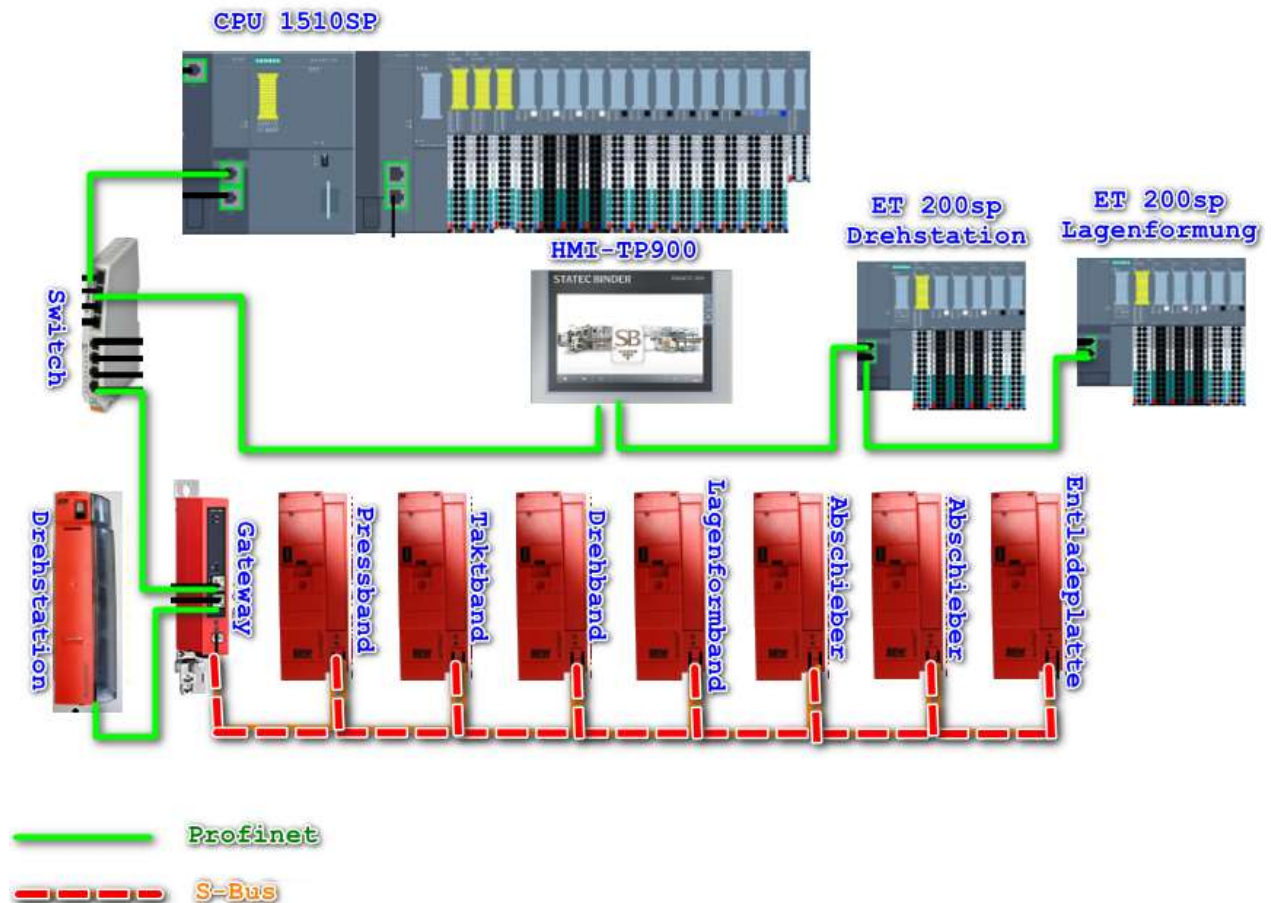 CPU 1510SP
ET 200sp
Drehstation
ET 200sp
Lagenformung
HMI-TP900
STATEC BINDER
SB
Switch
Drehstation
Gateway
Pressband
Taktband
Drehband
Lagenformband
Abschieber
Abschieber
Entladeplatte
Profinet
S-Bus